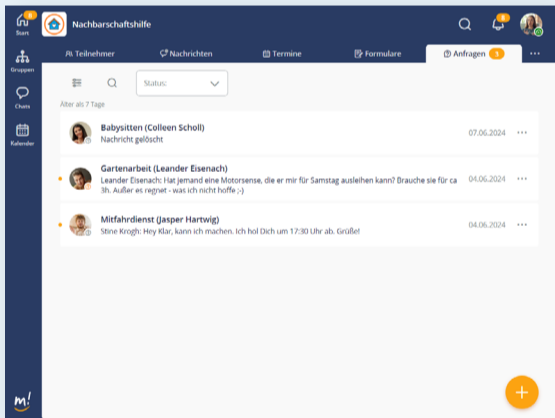 8
Start
Nachbarschaftshilfe
8
Teilnehmer
Nachrichten
Termine
Formulare
Anfragen 1
Gruppen
Chats
Kalender
Status:
Älter als 7 Tage
Babysitten (Colleen Scholl)
Nachricht gelöscht
07.06.2024
Gartenarbeit (Leander Eisenach)
Leander Eisenach: Hat jemand eine Motorsense, die er mir für Samstag ausleihen kann? Brauche sie für ca
3h. Außer es regnet - was ich nicht hoffe ;-)
04.06.2024
Mitfahrdienst (Jasper Hartwig)
Stine Krogh: Hey Klar, kann ich machen. Ich hol Dich um 17:30 Uhr ab. Grüße!
04.06.2024
m!